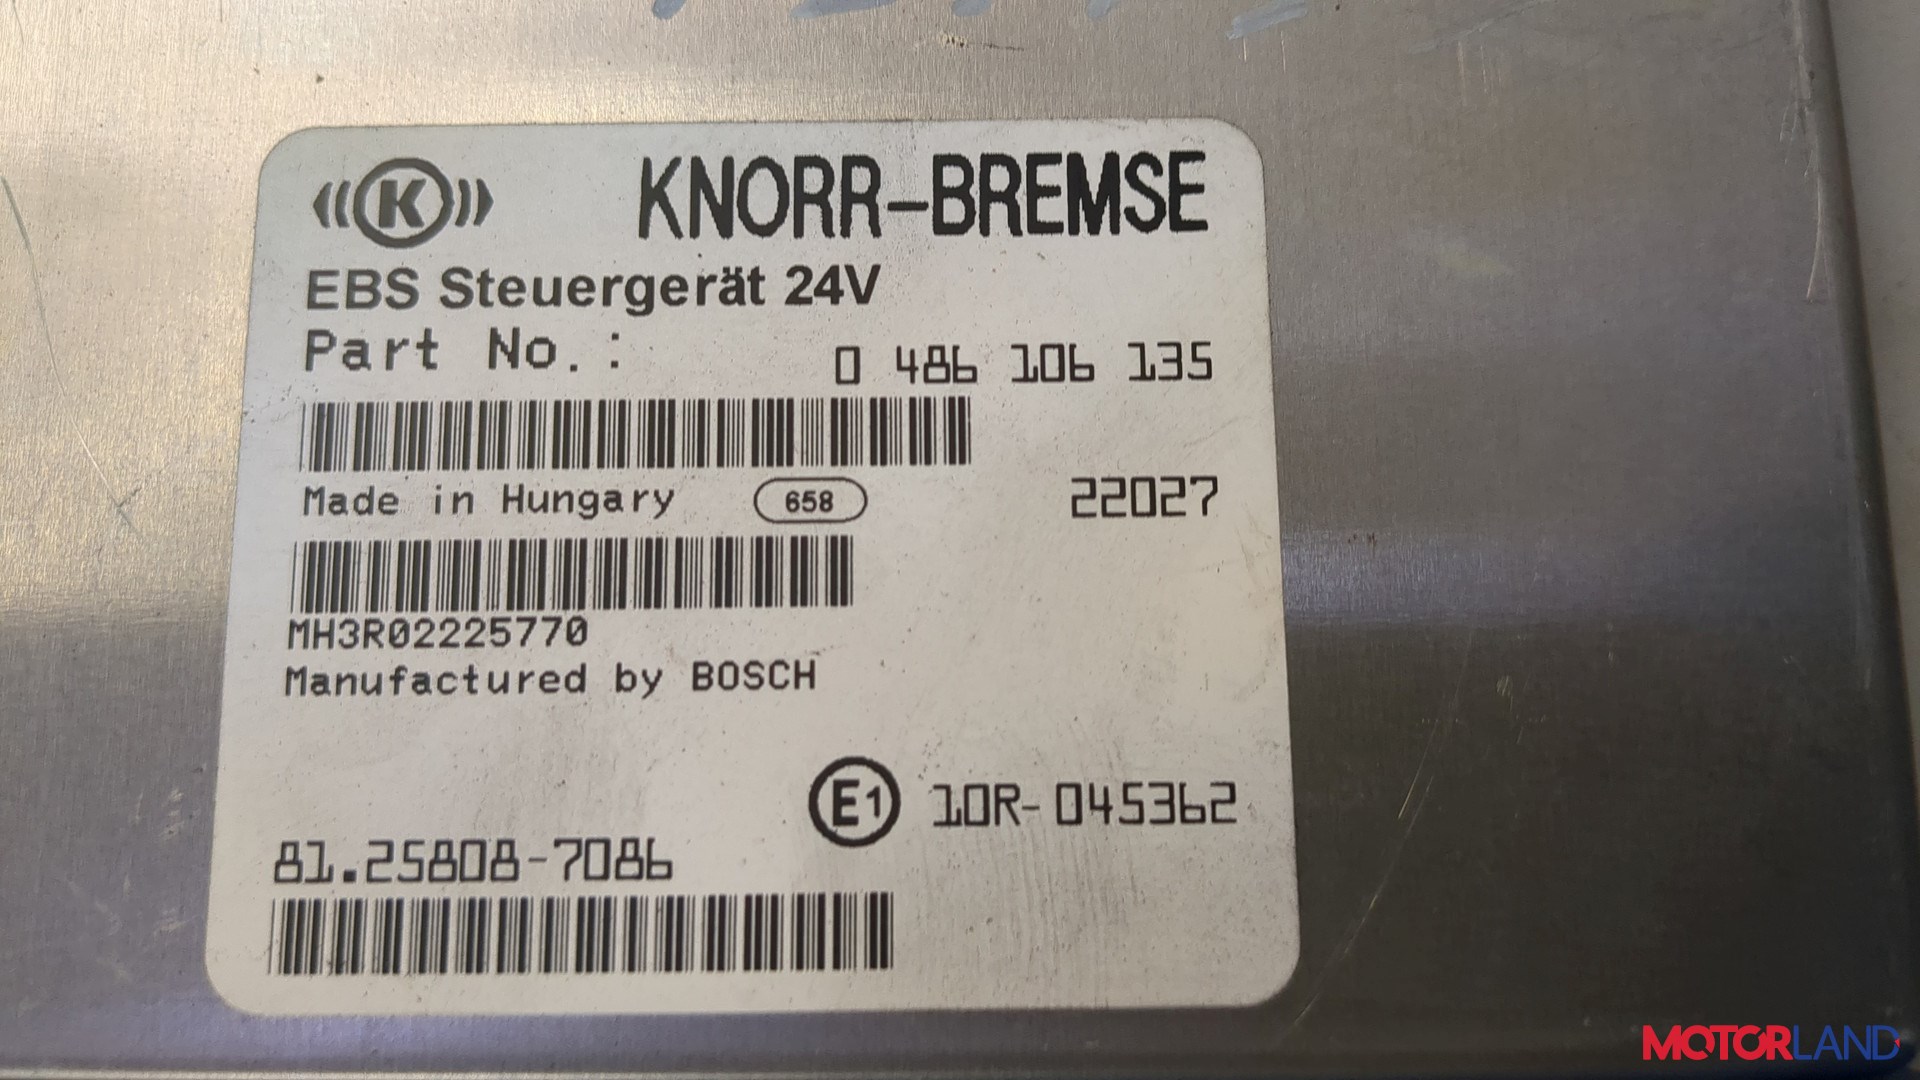 K KNORR-BREMSE
EBS Steuergerät 24V
Part No.: 0 486 106 135
Made in Hungary 658 22027
MH3R02225770
Manufactured by BOSCH
E1 10R-045362
81.25808-7086
MOTORLAND